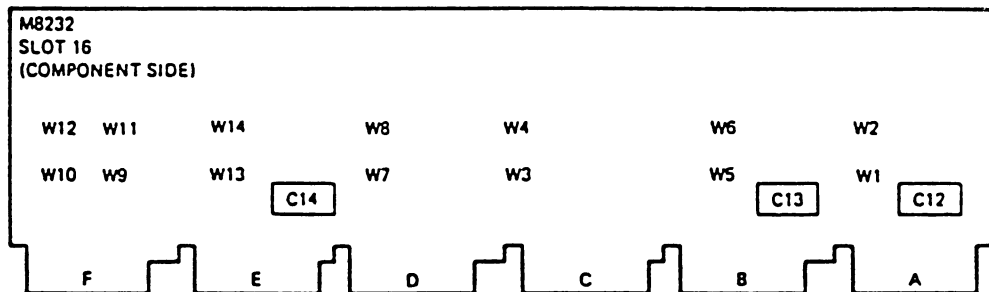 M8232
SLOT 16
(COMPONENT SIDE)
W12 W11 W14 W8 W4 W6 W2
W10 W9 W13 W7 W3 W5 W1
C14 C13 C12
F E D C B A